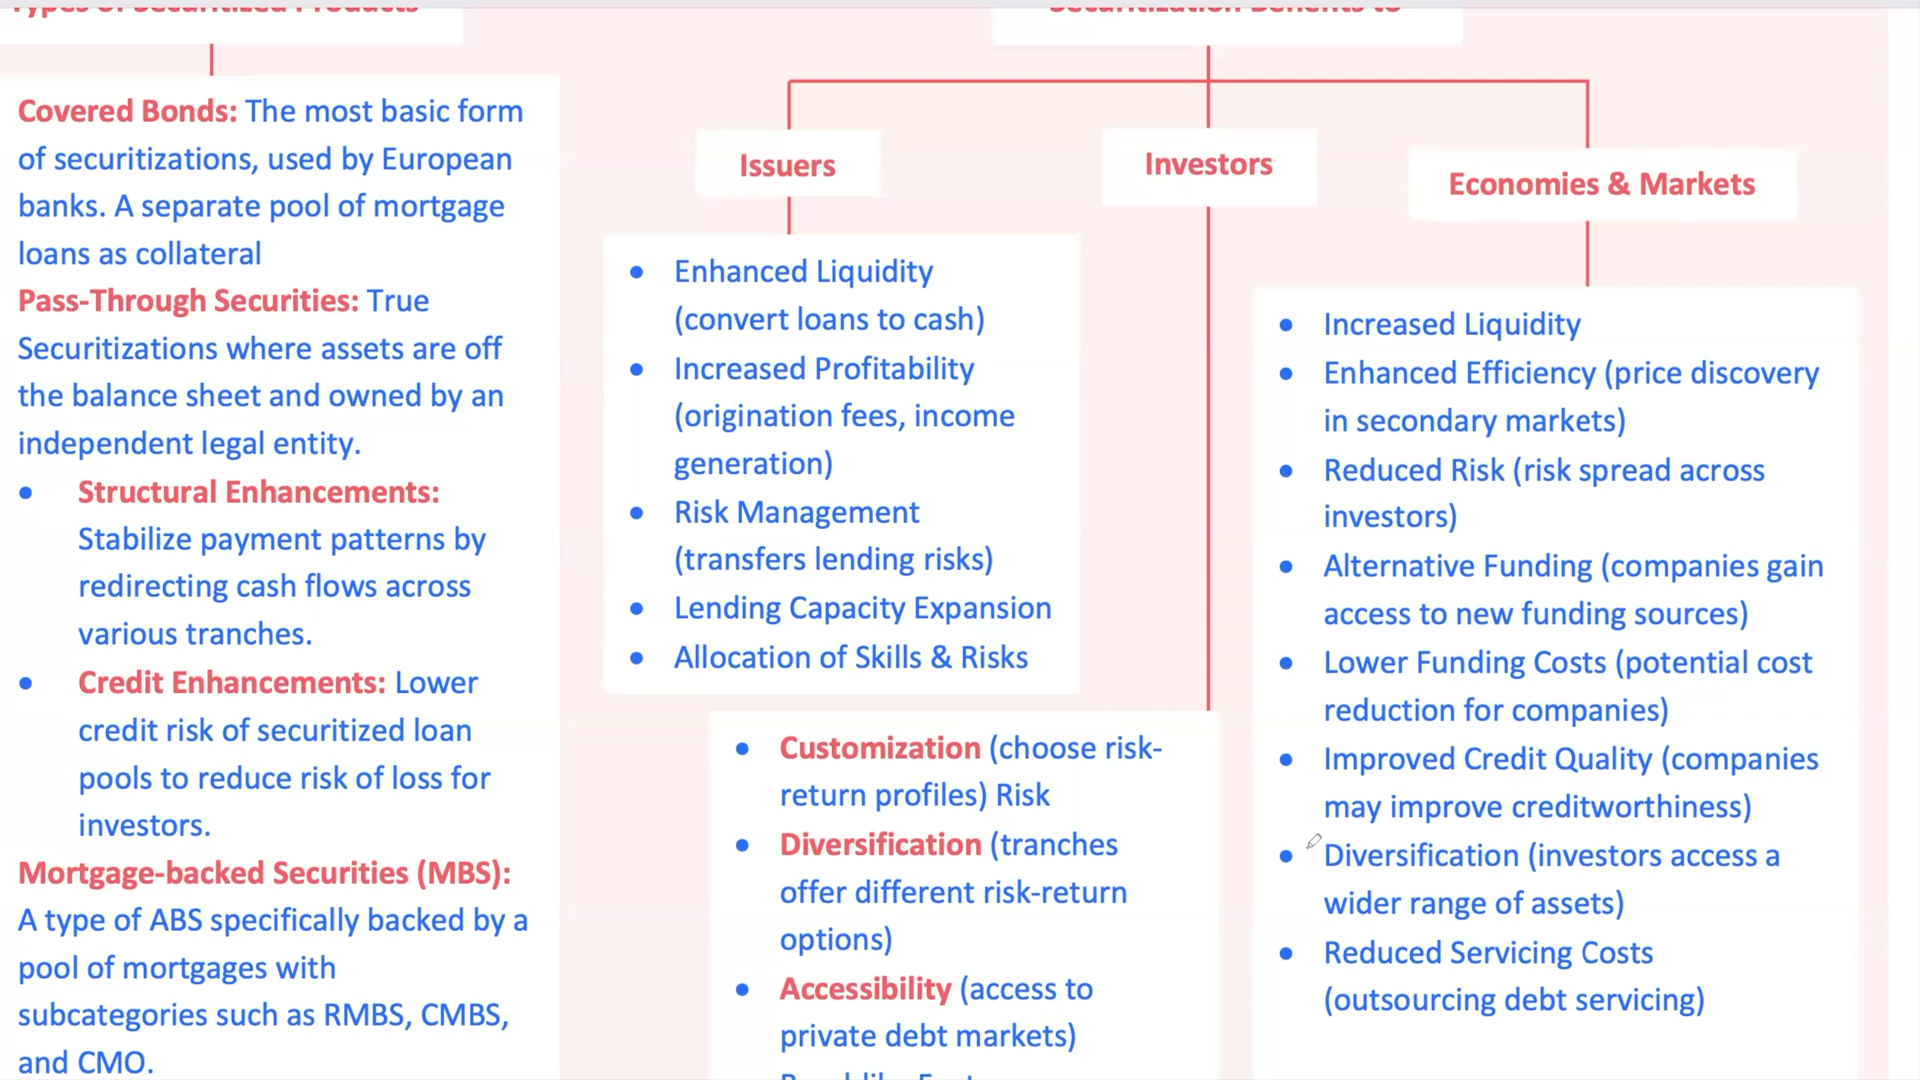 Types of Securitized Products
Covered Bonds: The most basic form
of securitizations, used by European
banks. A separate pool of mortgage
loans as collateral
Pass-Through Securities: True
Securitizations where assets are off
the balance sheet and owned by an
independent legal entity.
• Structural Enhancements:
Stabilize payment patterns by
redirecting cash flows across
various tranches.
• Credit Enhancements: Lower
credit risk of securitized loan
pools to reduce risk of loss for
investors.
Mortgage-backed Securities (MBS):
A type of ABS specifically backed by a
pool of mortgages with
subcategories such as RMBS, CMBS,
and CMO.
Securitization Benefits to
Issuers
• Enhanced Liquidity
(convert loans to cash)
• Increased Profitability
(origination fees, income
generation)
• Risk Management
(transfers lending risks)
• Lending Capacity Expansion
• Allocation of Skills & Risks
Investors
• Customization (choose risk-
return profiles) Risk
• Diversification (tranches
offer different risk-return
options)
• Accessibility (access to
private debt markets)
Economies & Markets
• Increased Liquidity
• Enhanced Efficiency (price discovery
in secondary markets)
• Reduced Risk (risk spread across
investors)
• Alternative Funding (companies gain
access to new funding sources)
• Lower Funding Costs (potential cost
reduction for companies)
• Improved Credit Quality (companies
may improve creditworthiness)
• Diversification (investors access a
wider range of assets)
• Reduced Servicing Costs
(outsourcing debt servicing)